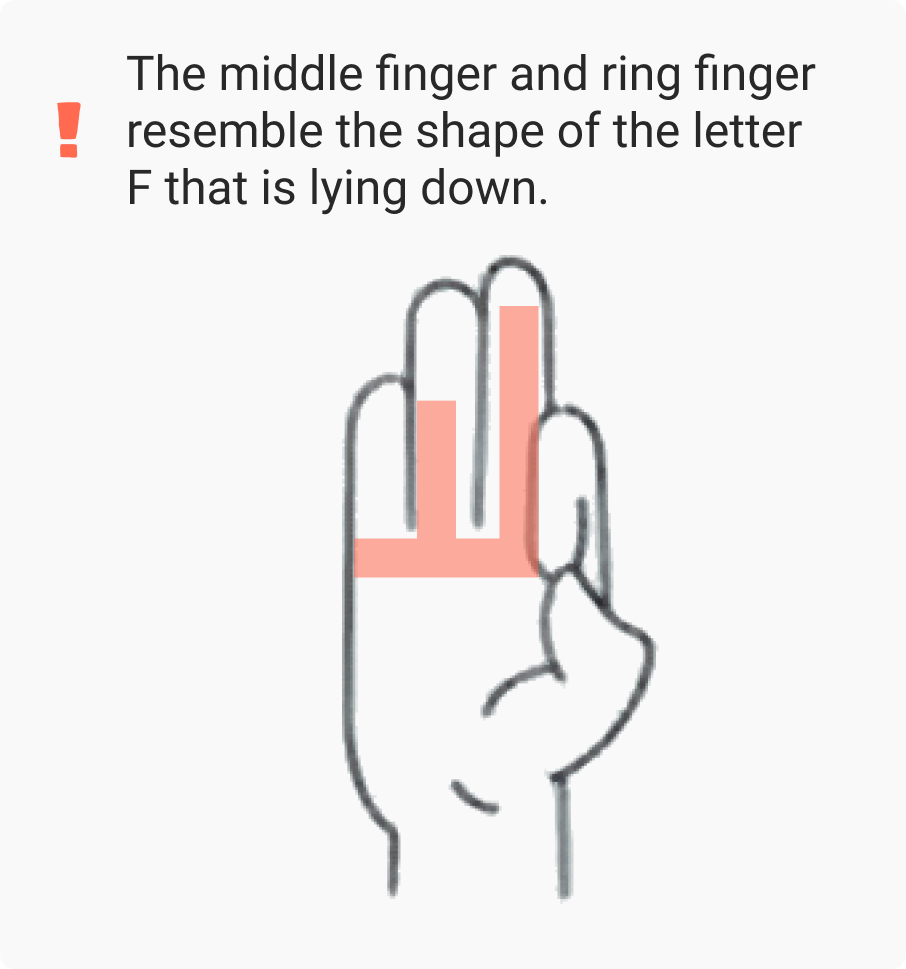 The middle finger and ring finger
resemble the shape of the letter
F that is lying down.